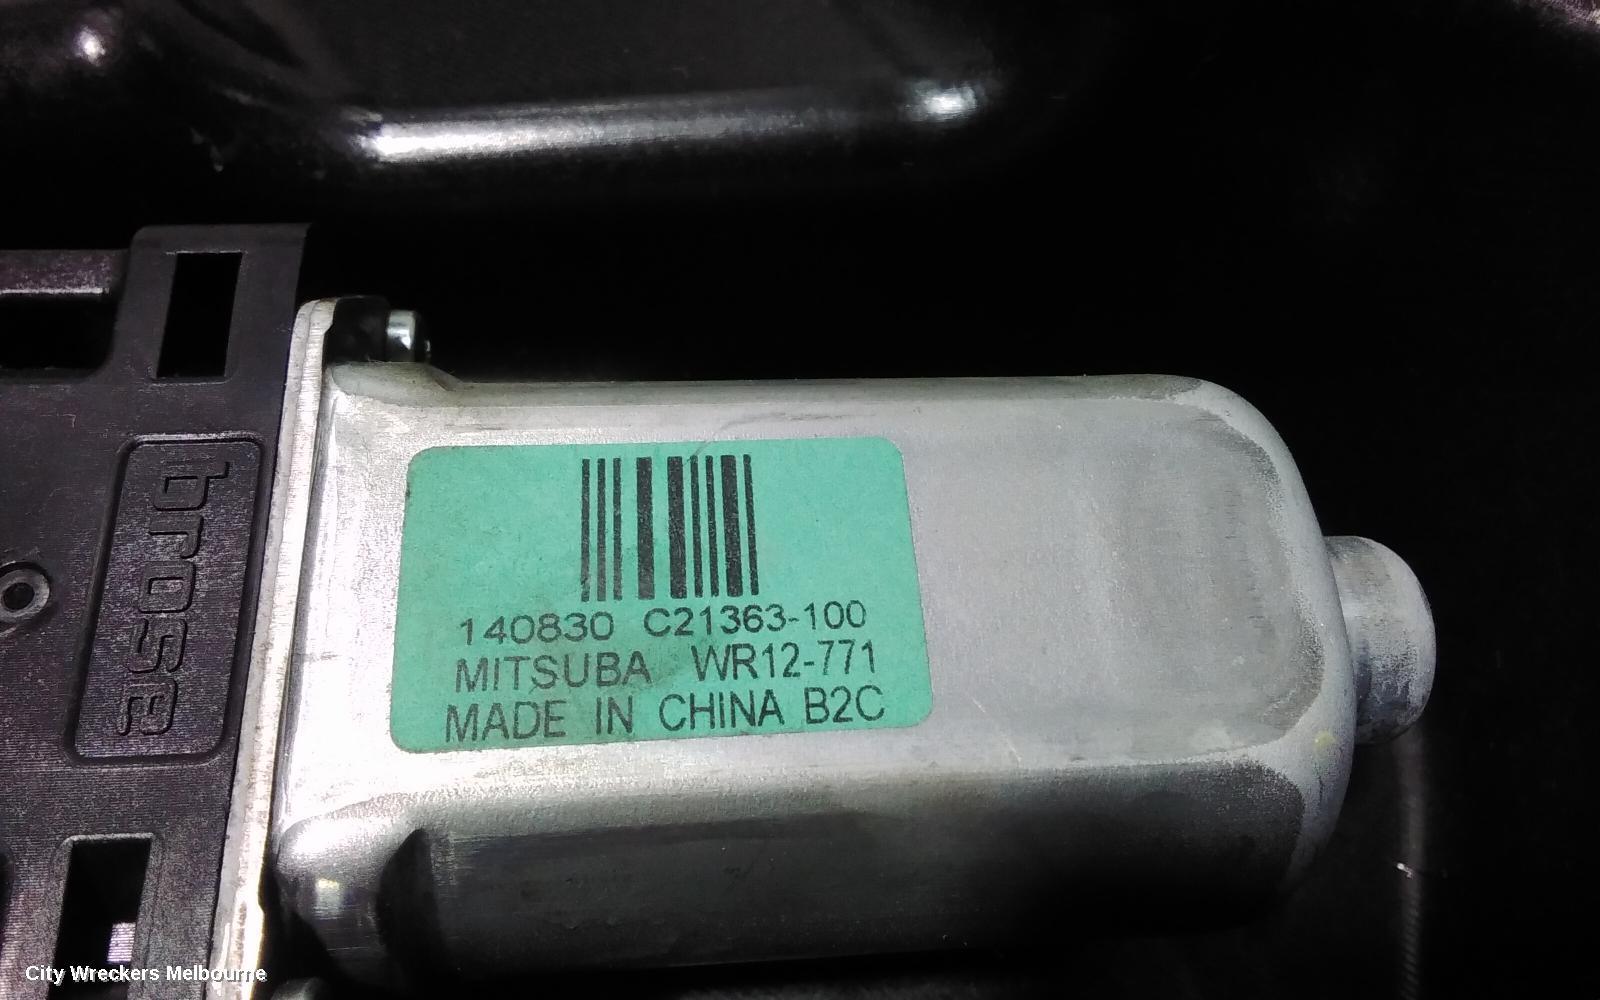 brose
140830 C21363-100
MITSUBA WR12-771
MADE IN CHINA B2C
City Wreckers Melbourne